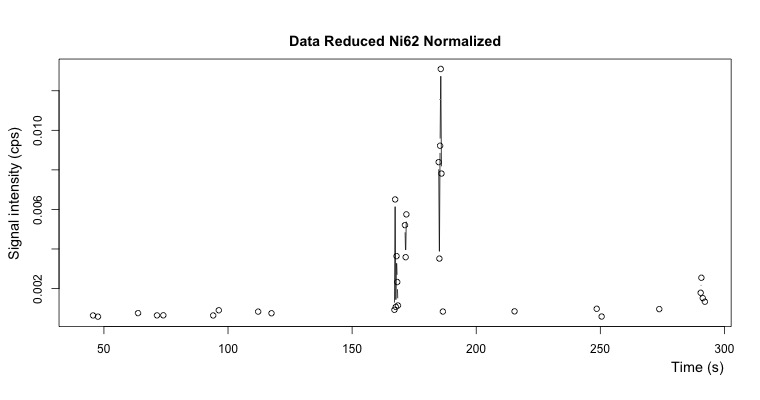 Data Reduced Ni62 Normalized
Signal intensity (cps)
0.010
0.006
0.002
50 100 150 200 250 300
Time (s)